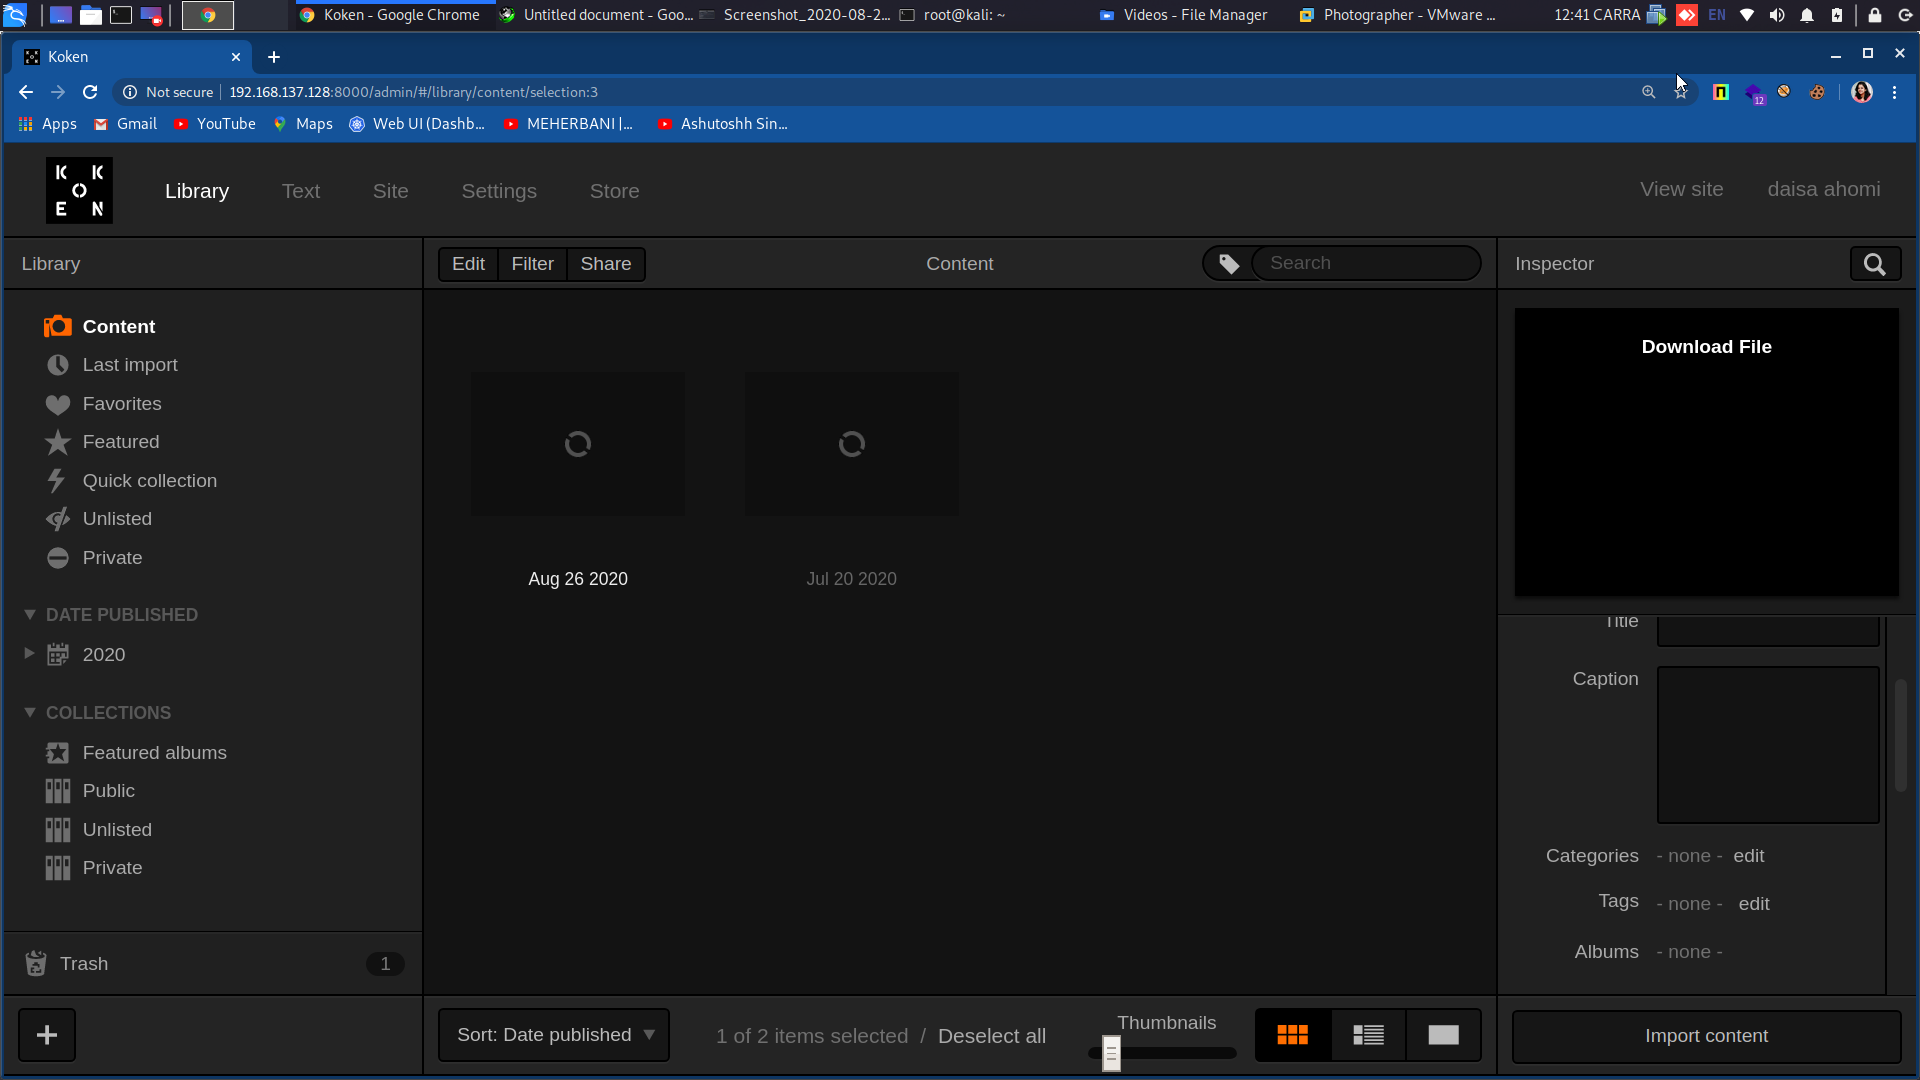 Koken - Google Chrome
Untitled document - Goo...
Screenshot_2020-08-2...
root@kali: ~
Videos - File Manager
Photographer - VMware ...
12:41 CARRA
EN
Koken
Not secure
192.168.137.128:8000/admin/#/library/content/selection:3
12
Apps
Gmail
YouTube
Maps
Web UI (Dashb...
MEHERBANI |...
Ashutoshh Sin...
K K
O
E N
Library
Text
Site
Settings
Store
View site
daisa ahomi
Library
Edit
Filter
Share
Content
Search
Inspector
Content
Last import
Favorites
Featured
Quick collection
Unlisted
Private
DATE PUBLISHED
2020
COLLECTIONS
Featured albums
Public
Unlisted
Private
Trash
1
Aug 26 2020
Jul 20 2020
Download File
Title
Caption
Categories
- none - edit
Tags
- none - edit
Albums
- none -
Sort: Date published
1 of 2 items selected / Deselect all
Thumbnails
Import content